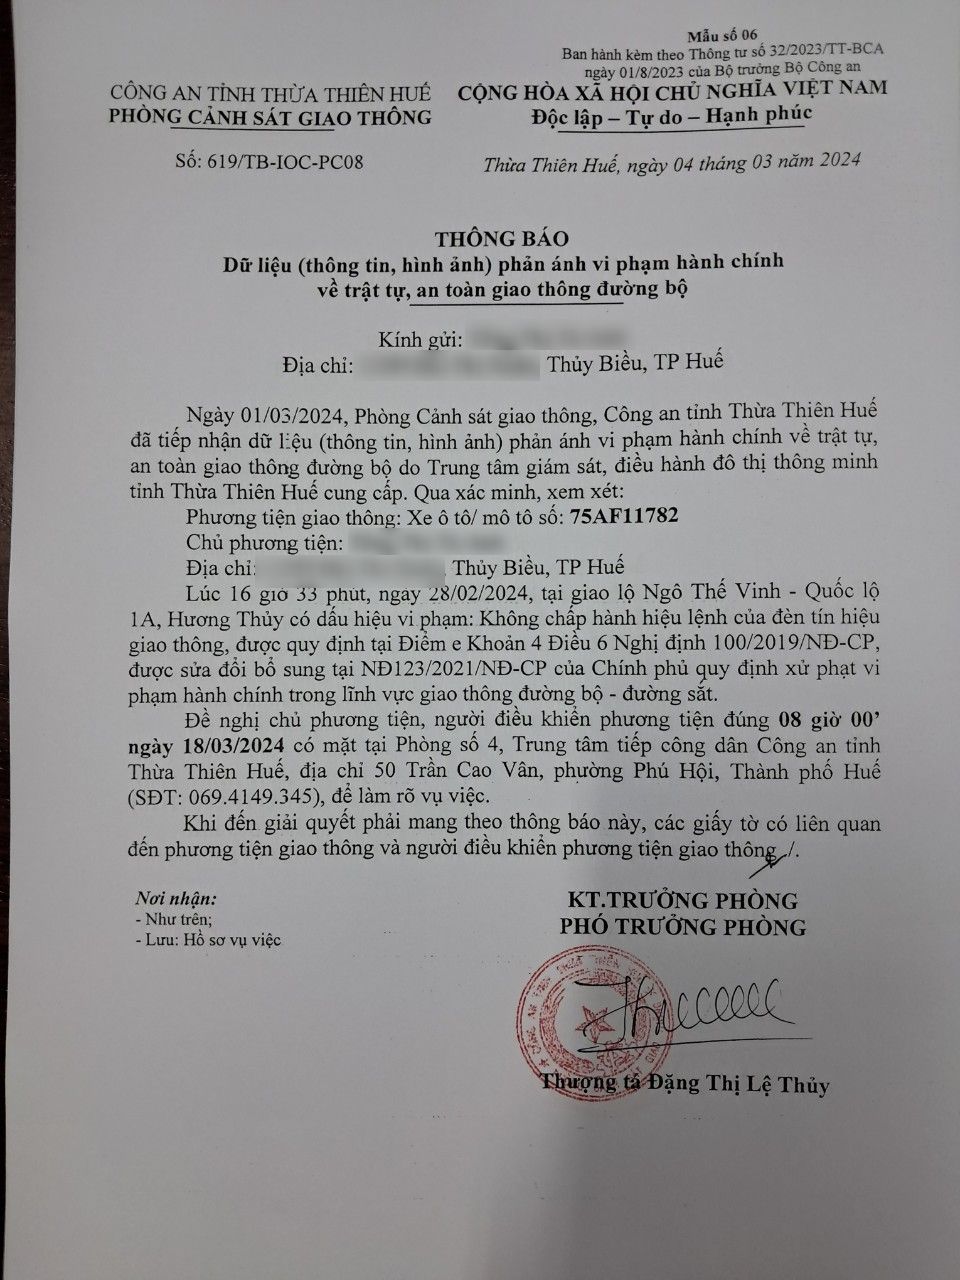 Mẫu số 06
Ban hành kèm theo Thông tư số 32/2023/TT-BCA
ngày 01/8/2023 của Bộ trưởng Bộ Công an
CÔNG AN TỈNH THỪA THIÊN HUẾ
PHÒNG CẢNH SÁT GIAO THÔNG
CỘNG HÒA XÃ HỘI CHỦ NGHĨA VIỆT NAM
Độc lập – Tự do – Hạnh phúc
Số: 619/TB-IOC-PC08
Thừa Thiên Huế, ngày 04 tháng 03 năm 2024
THÔNG BÁO
Dữ liệu (thông tin, hình ảnh) phản ánh vi phạm hành chính
về trật tự, an toàn giao thông đường bộ
Kính gửi:
Địa chỉ: Thủy Biều, TP Huế
Ngày 01/03/2024, Phòng Cảnh sát giao thông, Công an tỉnh Thừa Thiên Huế
đã tiếp nhận dữ liệu (thông tin, hình ảnh) phản ánh vi phạm hành chính về trật tự,
an toàn giao thông đường bộ do Trung tâm giám sát, điều hành đô thị thông minh
tỉnh Thừa Thiên Huế cung cấp. Qua xác minh, xem xét:
Phương tiện giao thông: Xe ô tô/ mô tô số: 75AF11782
Chủ phương tiện:
Địa chỉ: Thủy Biều, TP Huế
Lúc 16 giờ 33 phút, ngày 28/02/2024, tại giao lộ Ngô Thế Vinh - Quốc lộ
1A, Hương Thủy có dấu hiệu vi phạm: Không chấp hành hiệu lệnh của đèn tín hiệu
giao thông, được quy định tại Điểm e Khoản 4 Điều 6 Nghị định 100/2019/NĐ-CP,
được sửa đổi bổ sung tại NĐ123/2021/NĐ-CP của Chính phủ quy định xử phạt vi
phạm hành chính trong lĩnh vực giao thông đường bộ - đường sắt.
Đề nghị chủ phương tiện, người điều khiển phương tiện đúng 08 giờ 00’
ngày 18/03/2024 có mặt tại Phòng số 4, Trung tâm tiếp công dân Công an tỉnh
Thừa Thiên Huế, địa chỉ 50 Trần Cao Vân, phường Phú Hội, Thành phố Huế
(SĐT: 069.4149.345), để làm rõ vụ việc.
Khi đến giải quyết phải mang theo thông báo này, các giấy tờ có liên quan
đến phương tiện giao thông và người điều khiển phương tiện giao thông ./.
Nơi nhận:
- Như trên;
- Lưu: Hồ sơ vụ việc
KT.TRƯỞNG PHÒNG
PHÓ TRƯỞNG PHÒNG
Thượng tá Đặng Thị Lệ Thủy